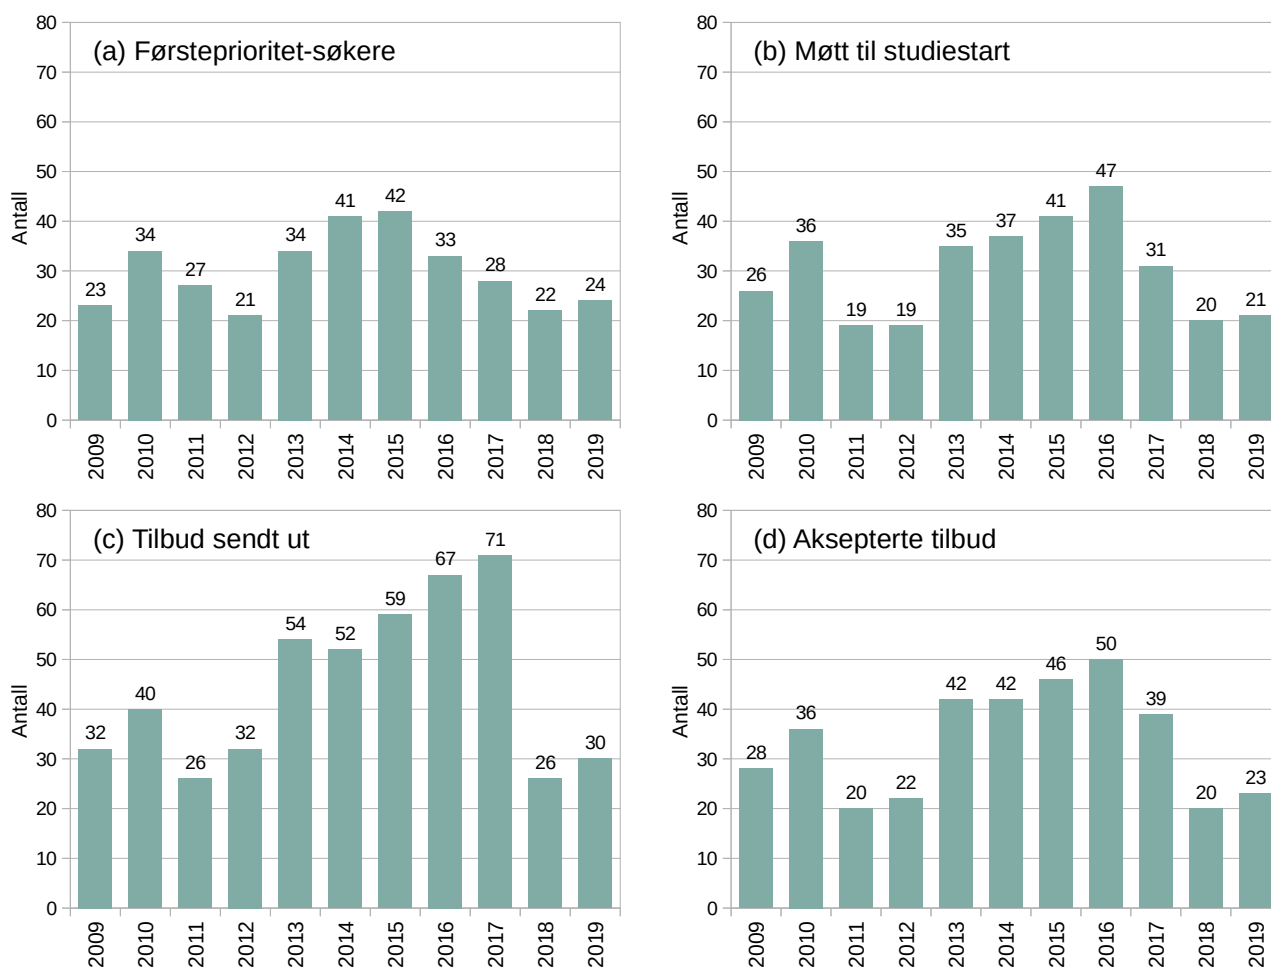 (a) Førsteprioritet-søkere
Antall
80
70
60
50
40
30
20
10
0
23 34 27 21 34 41 42 33 28 22 24
2009 2010 2011 2012 2013 2014 2015 2016 2017 2018 2019
(b) Møtt til studiestart
Antall
80
70
60
50
40
30
20
10
0
26 36 19 19 35 37 41 47 31 20 21
2009 2010 2011 2012 2013 2014 2015 2016 2017 2018 2019
(c) Tilbud sendt ut
Antall
80
70
60
50
40
30
20
10
0
32 40 26 32 54 52 59 67 71 26 30
2009 2010 2011 2012 2013 2014 2015 2016 2017 2018 2019
(d) Aksepterte tilbud
Antall
80
70
60
50
40
30
20
10
0
28 36 20 22 42 42 46 50 39 20 23
2009 2010 2011 2012 2013 2014 2015 2016 2017 2018 2019